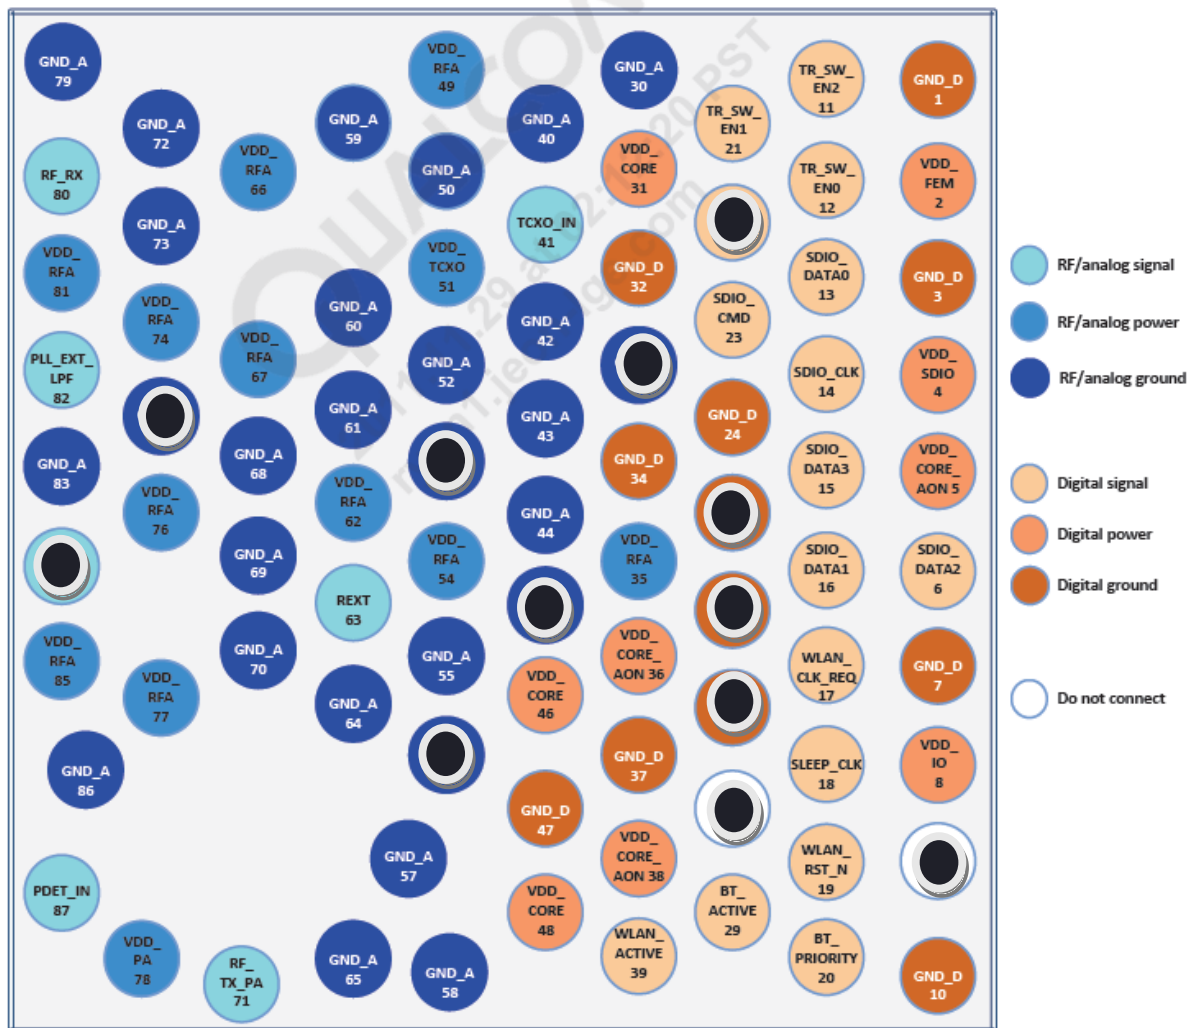 GND_A
79
RF_RX
80
VDD_
RFA
81
PLL_EXT_
LPF
82
GND_A
83
VDD_
RFA
85
GND_A
86
PDET_IN
87
GND_A
72
GND_A
73
VDD_
RFA
74
VDD_
RFA
76
VDD_
RFA
77
VDD_
PA
78
VDD_
RFA
66
VDD_
RFA
67
GND_A
68
GND_A
69
GND_A
70
RF_
TX_PA
71
GND_A
59
GND_A
60
GND_A
61
VDD_
RFA
62
REXT
63
GND_A
64
GND_A
65
VDD_
RFA
49
GND_A
50
VDD_
TCXO
51
GND_A
52
VDD_
RFA
54
GND_A
55
GND_A
57
GND_A
58
GND_A
40
TCXO_IN
41
GND_A
42
GND_A
43
GND_A
44
VDD_
CORE
46
GND_D
47
VDD_
CORE
48
GND_A
30
VDD_
CORE
31
GND_D
32
GND_D
34
VDD_
RFA
35
VDD_
CORE_
AON 36
GND_D
37
VDD_
CORE_
AON 38
WLAN_
ACTIVE
39
TR_SW_
EN1
21
SDIO_
CMD
23
GND_D
24
BT_
ACTIVE
29
TR_SW_
EN2
11
TR_SW_
EN0
12
SDIO_
DATA0
13
SDIO_CLK
14
SDIO_
DATA3
15
SDIO_
DATA1
16
WLAN_
CLK_REQ
17
SLEEP_CLK
18
WLAN_
RST_N
19
BT_
PRIORITY
20
GND_D
1
VDD_
FEM
2
GND_D
3
VDD_
SDIO
4
VDD_
CORE_
AON 5
SDIO_
DATA2
6
GND_D
7
VDD_
IO
8
GND_D
10
RF/analog signal
RF/analog power
RF/analog ground
Digital signal
Digital power
Digital ground
Do not connect
PST